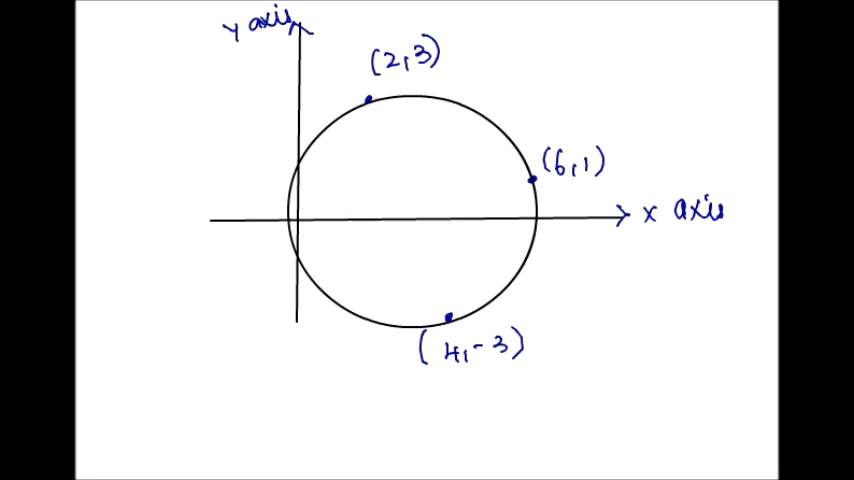 y axis
(2,3)
(6,1)
x axis
(4,-3)